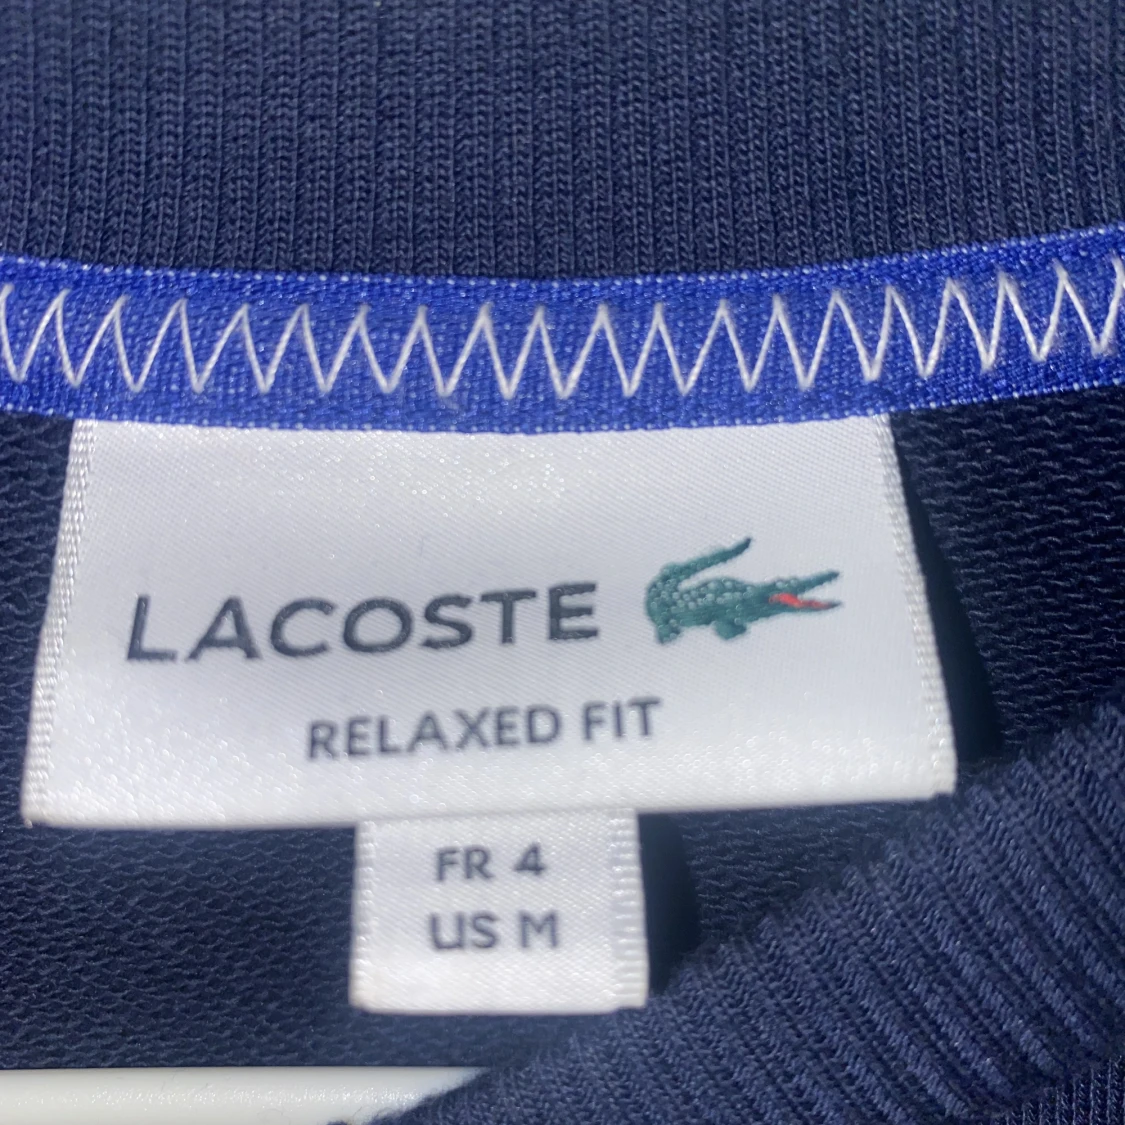 LACOSTE
RELAXED FIT
FR 4
US M